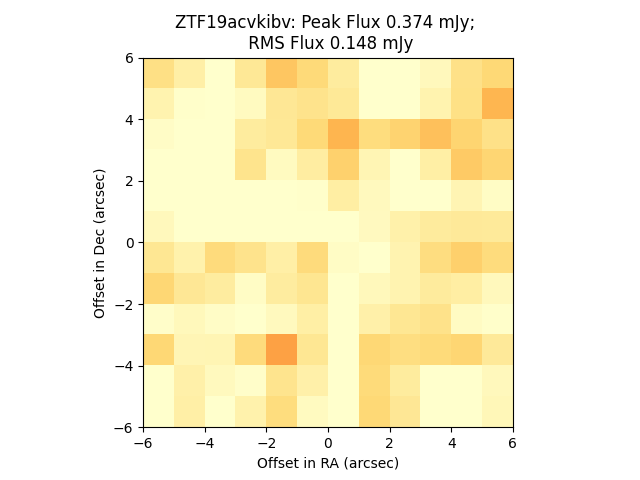 ZTF19acvkibv: Peak Flux 0.374 mJy;
RMS Flux 0.148 mJy
6
4
2
0
−2
−4
−6
Offset in Dec (arcsec)
−6 −4 −2 0 2 4 6
Offset in RA (arcsec)